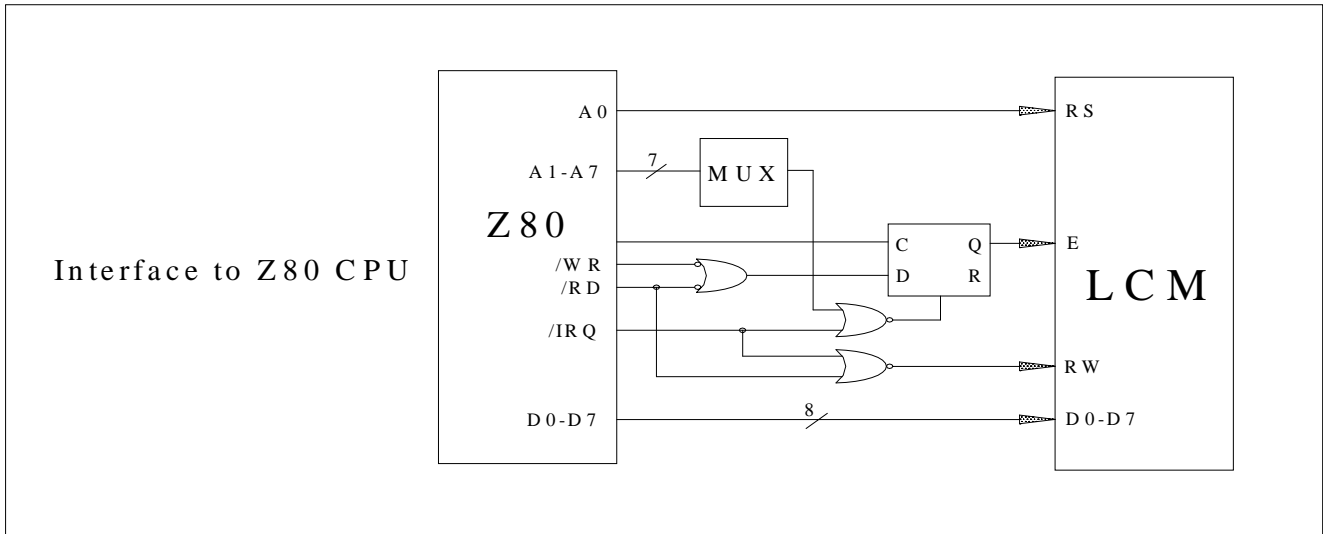 A0
RS
A1-A7
7
MUX
Z80
C
Q
E
Interface to Z80 CPU
/WR
D
R
/RD
LCM
/IRQ
RW
D0-D7
8
D0-D7